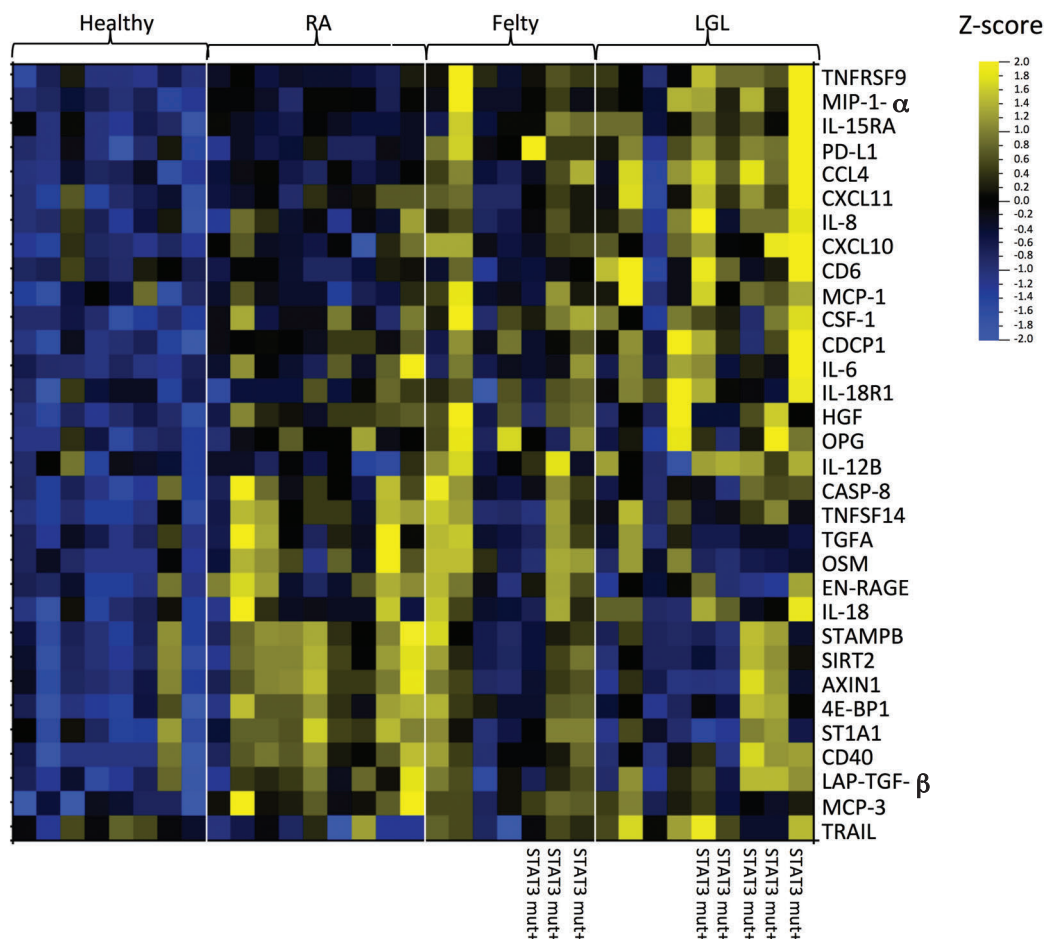 Healthy RA Felty LGL Z-score
2.0
1.8
1.6
1.4
1.2
1.0
0.8
0.6
0.4
0.2
0.0
-0.2
-0.4
-0.6
-0.8
-1.0
-1.2
-1.4
-1.6
-1.8
-2.0
TNFRSF9
MIP-1- α
IL-15RA
PD-L1
CCL4
CXCL11
IL-8
CXCL10
CD6
MCP-1
CSF-1
CDCP1
IL-6
IL-18R1
HGF
OPG
IL-12B
CASP-8
TNFSF14
TGFA
OSM
EN-RAGE
IL-18
STAMPB
SIRT2
AXIN1
4E-BP1
ST1A1
CD40
LAP-TGF- β
MCP-3
TRAIL
STAT3 mut+
STAT3 mut+
STAT3 mut+
STAT3 mut+
STAT3 mut+
STAT3 mut+
STAT3 mut+
STAT3 mut+